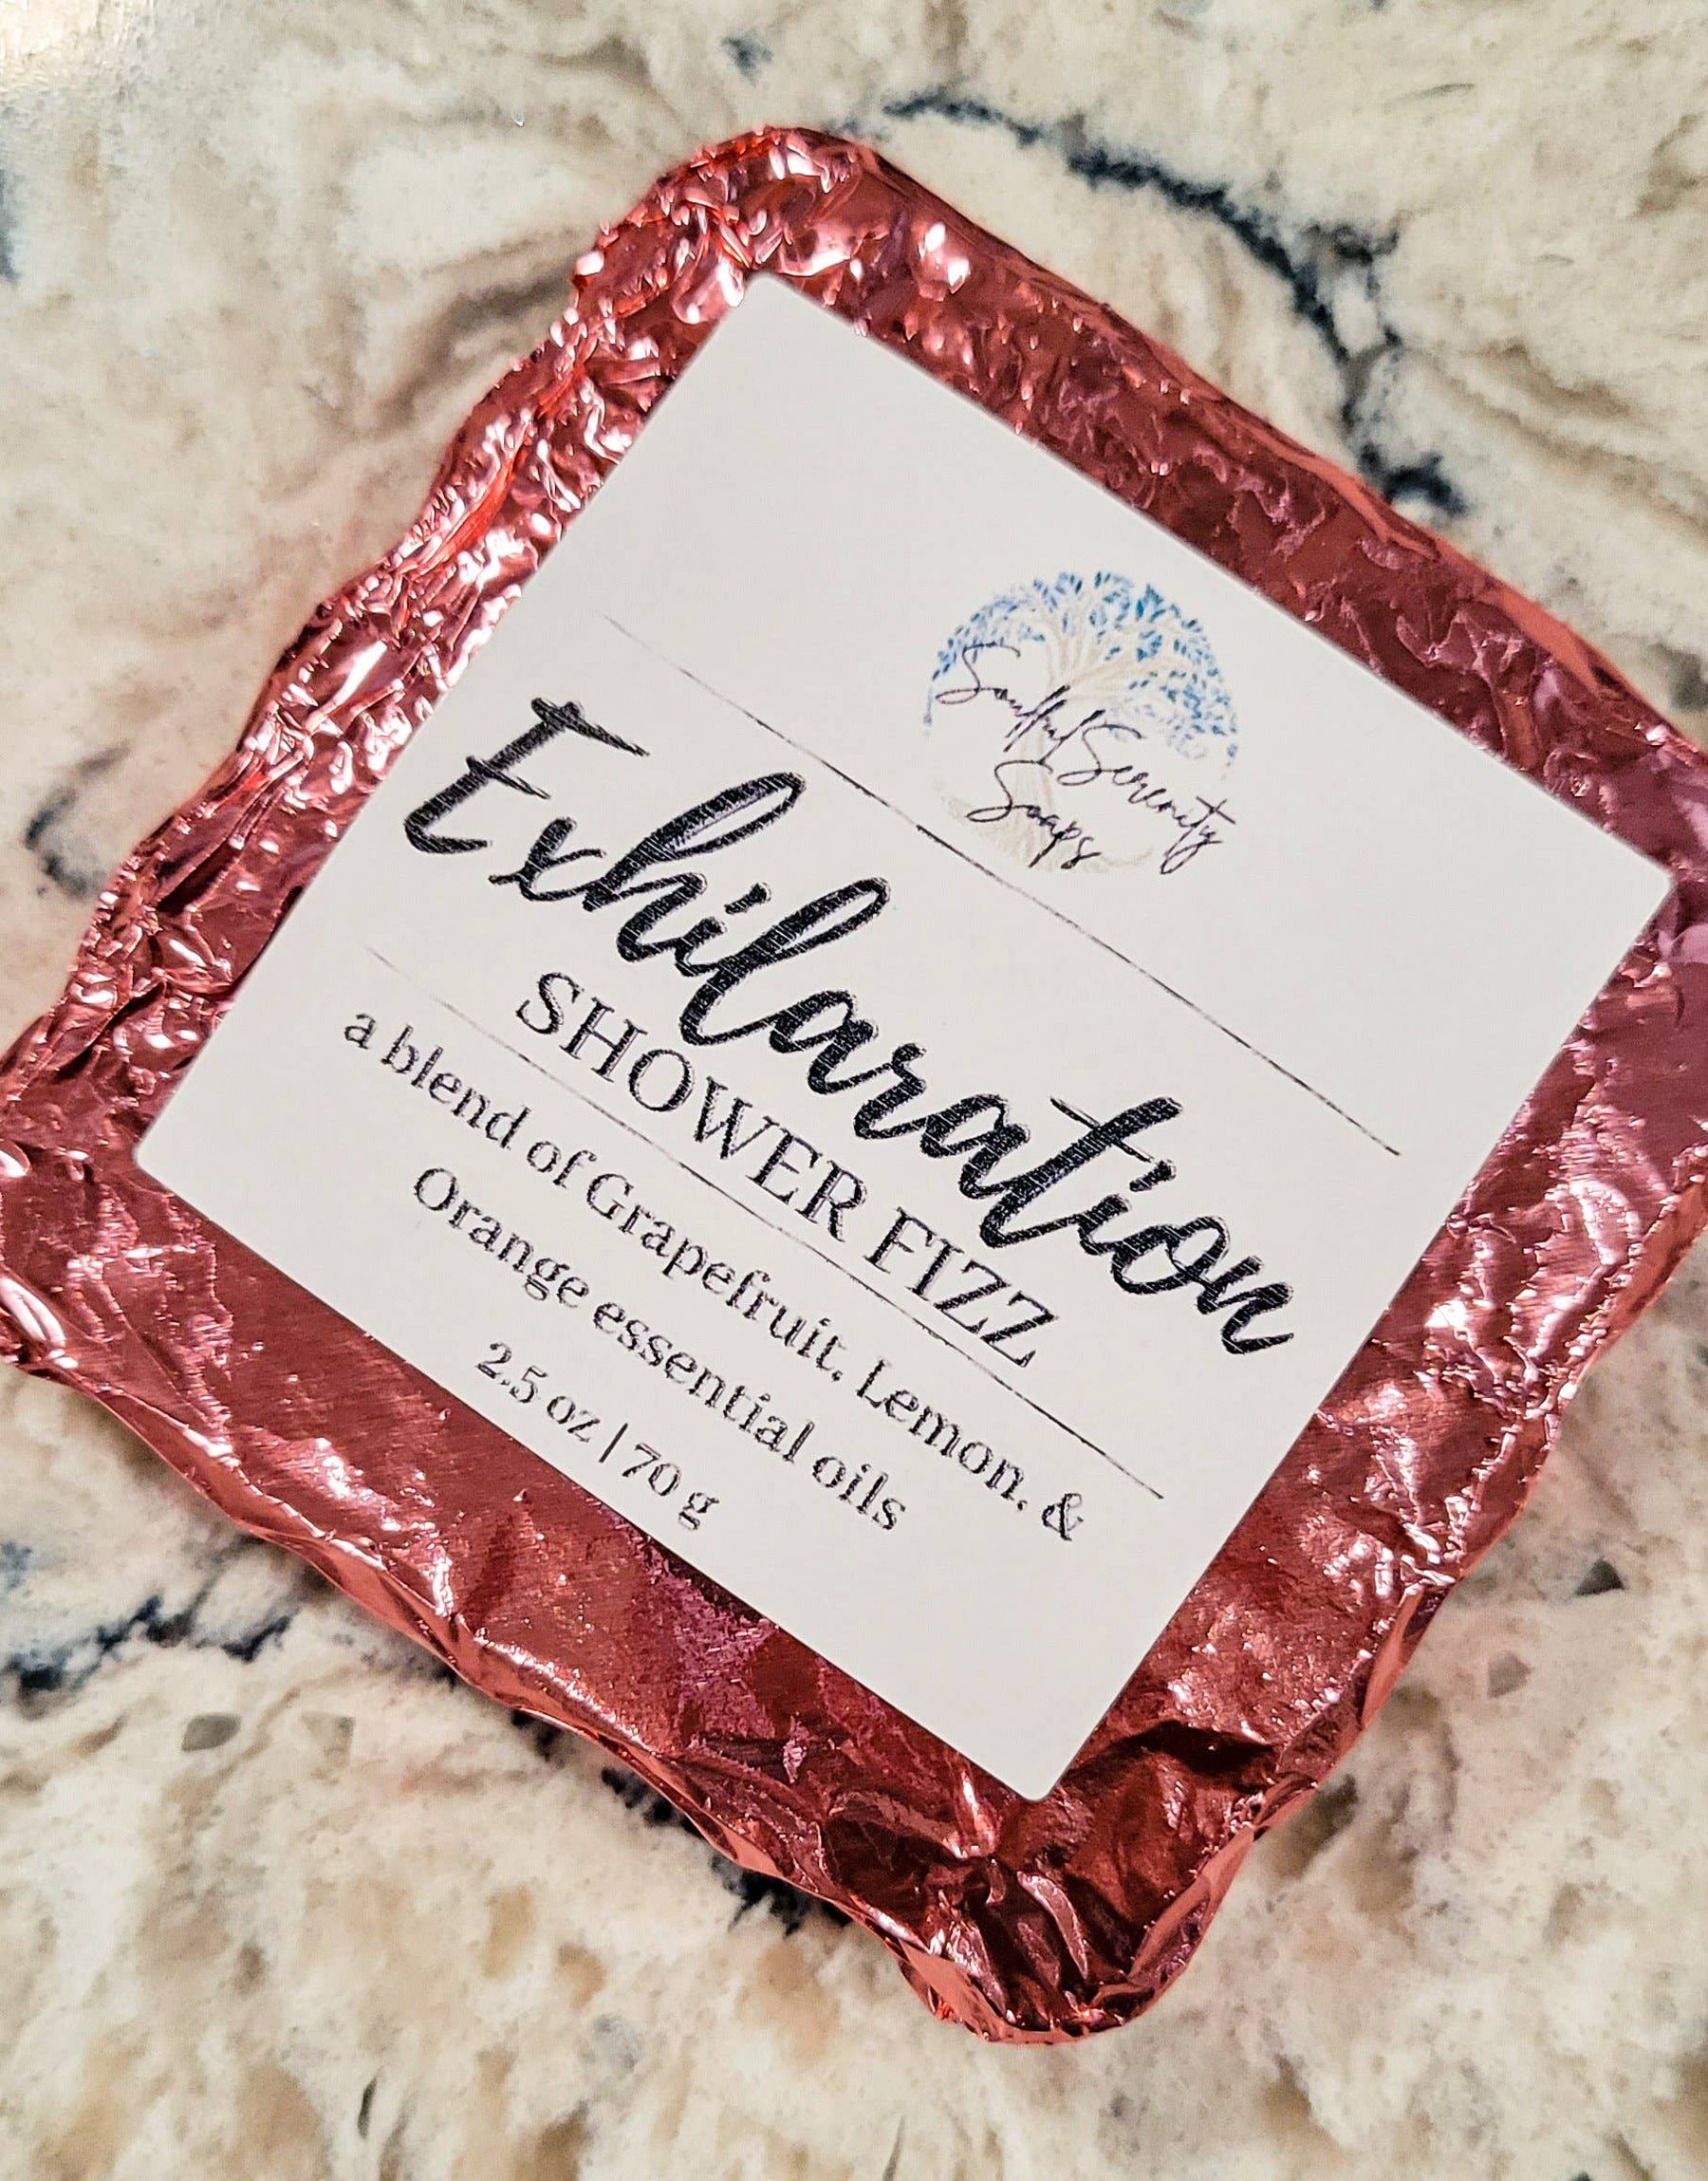 Soulful Serenity
Soaps
Exhilaration
SHOWER FIZZ
a blend of Grapefruit, Lemon, &
Orange essential oils
2.5 oz | 70 g